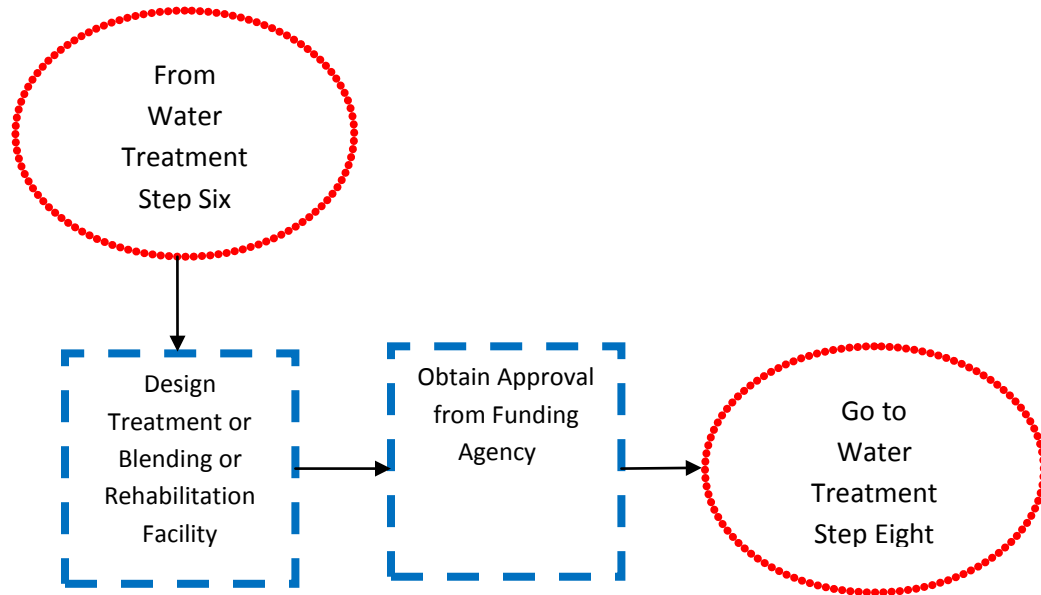 From
Water
Treatment
Step Six
Design
Treatment or
Blending or
Rehabilitation
Facility
Obtain Approval
from Funding
Agency
Go to
Water
Treatment
Step Eight